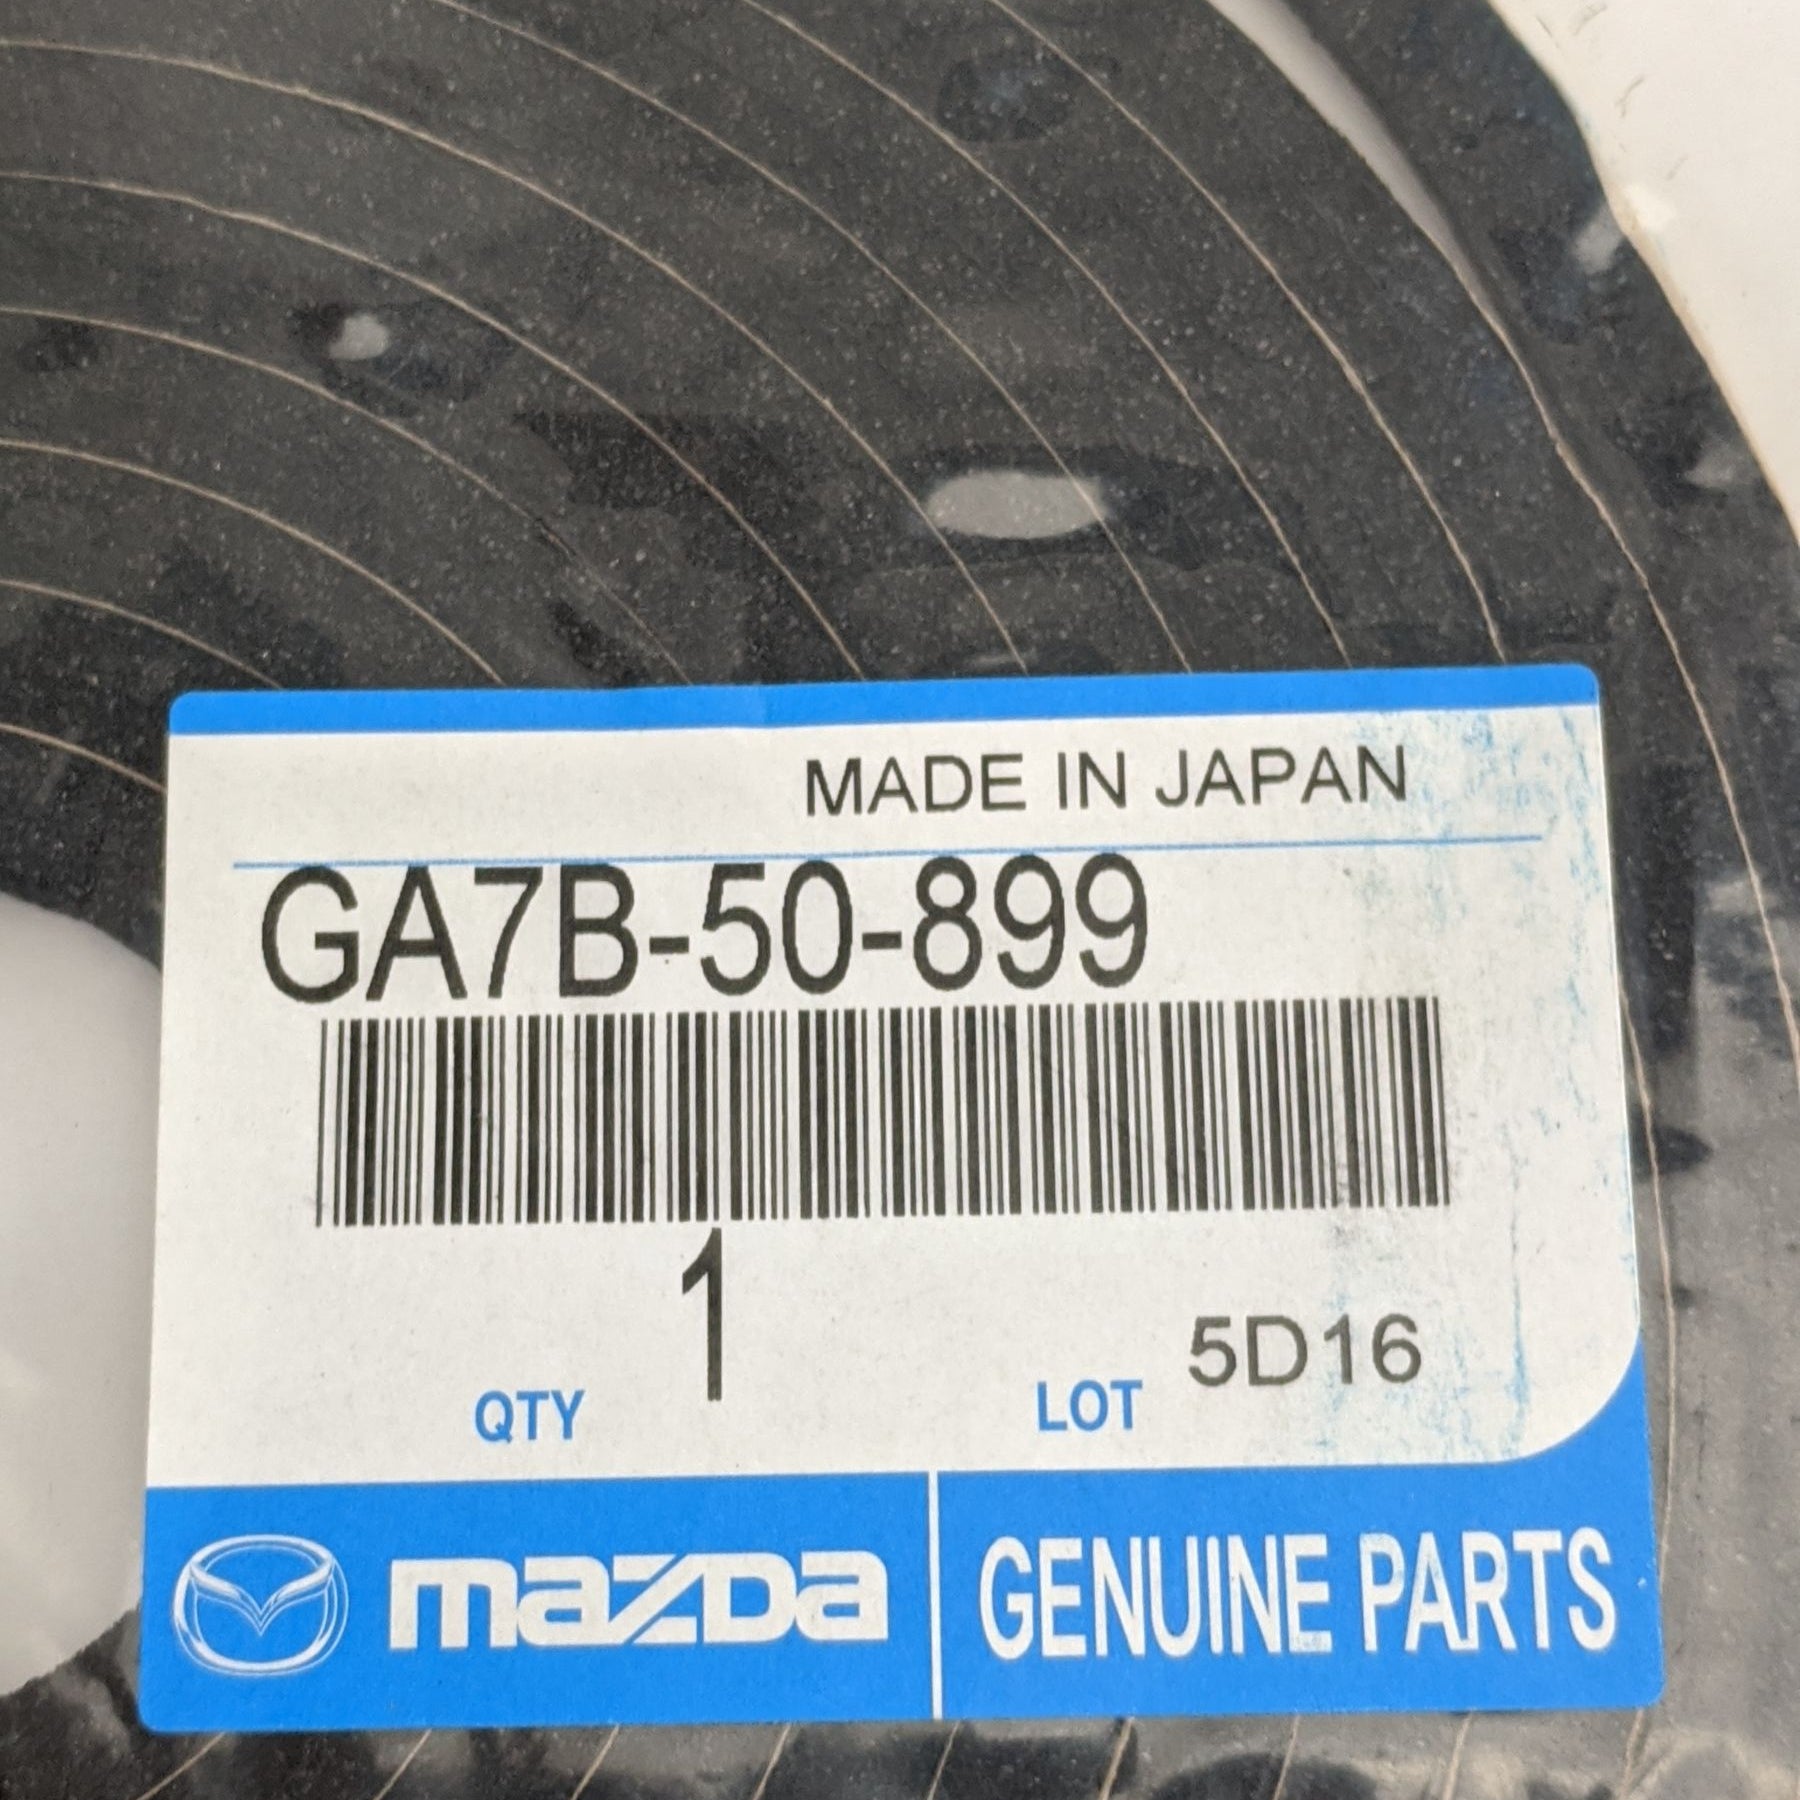 MADE IN JAPAN
GA7B-50-899
1
QTY
LOT
5D16
mazda
GENUINE PARTS